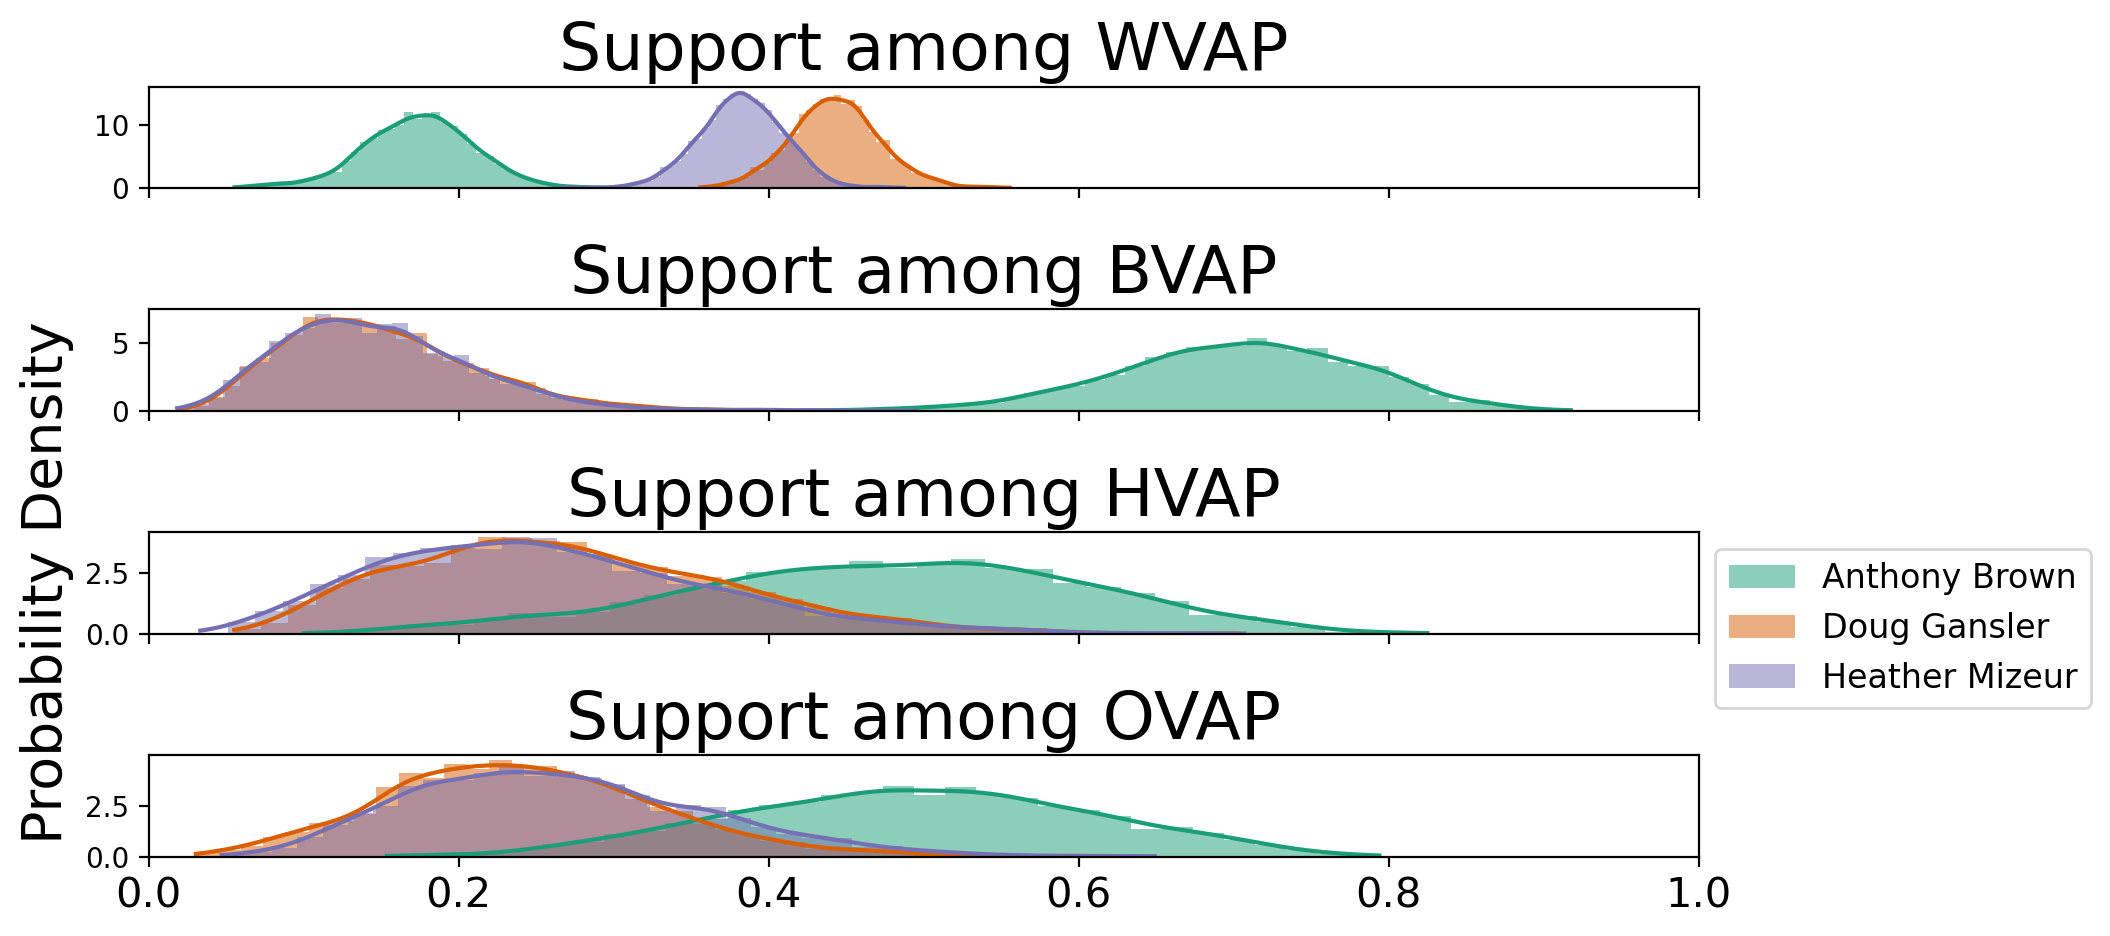 Support among WVAP
10
0
Support among BVAP
5
0
Support among HVAP
2.5
0.0
Support among OVAP
2.5
0.0
0.0 0.2 0.4 0.6 0.8 1.0
Probability Density
Anthony Brown
Doug Gansler
Heather Mizeur